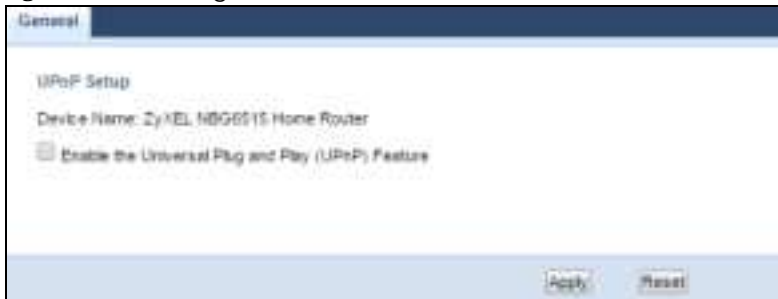 General
UPnP Setup
Device Name: ZyXEL NBG6515 Home Router
Enable the Universal Plug and Play (UPnP) Feature
Apply Reset